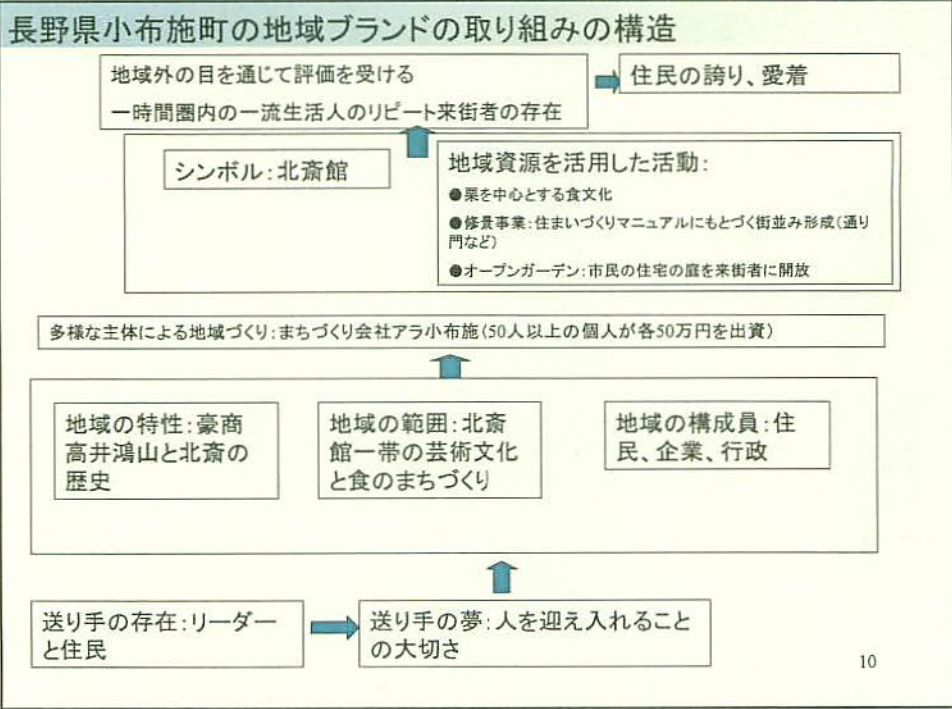 長野県小布施町の地域ブランドの取り組みの構造
地域外の目を通じて評価を受ける
一時間圏内の一流生活人のリピート来街者の存在
住民の誇り、愛着
シンボル:北斎館
地域資源を活用した活動:
●栗を中心とする食文化
●修景事業:住まいづくりマニュアルにもとづく街並み形成(通り
門など)
●オープンガーデン:市民の住宅の庭を来街者に開放
多様な主体による地域づくり:まちづくり会社アラ小布施(50人以上の個人が各50万円を出資)
地域の特性:豪商
高井鴻山と北斎の
歴史
地域の範囲:北斎
館一帯の芸術文化
と食のまちづくり
地域の構成員:住
民、企業、行政
送り手の存在:リーダー
と住民
送り手の夢:人を迎え入れること
の大切さ
10